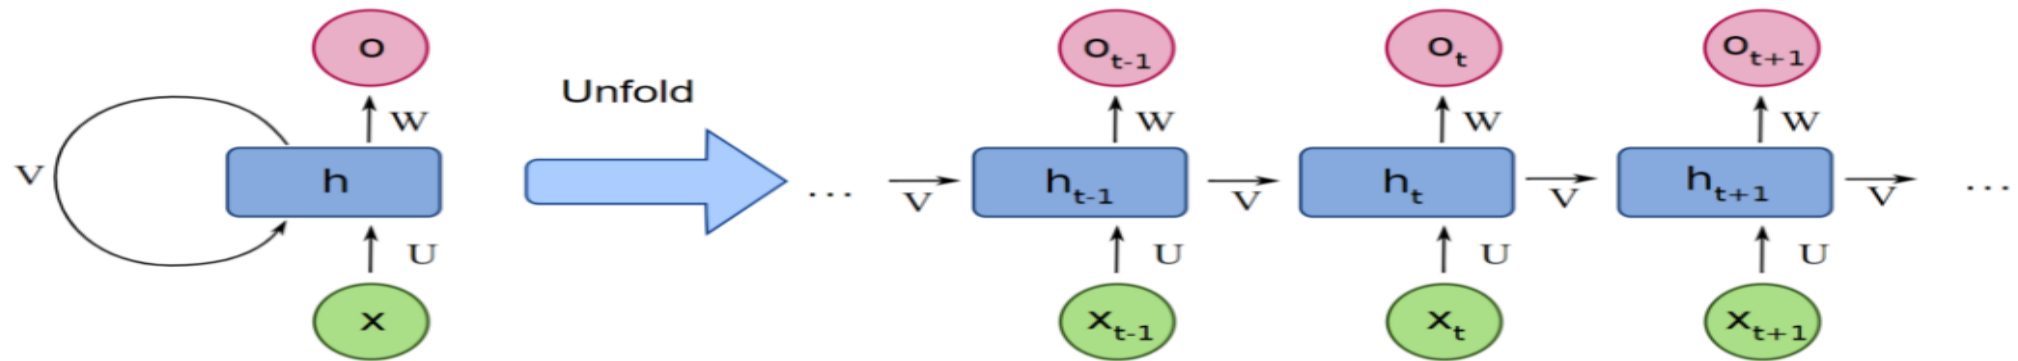 o
W
Unfold
V
h
U
x
o_{t-1} o_t o_{t+1}
W W W
... V h_{t-1} V h_t V h_{t+1} V ...
U U U
x_{t-1} x_t x_{t+1}